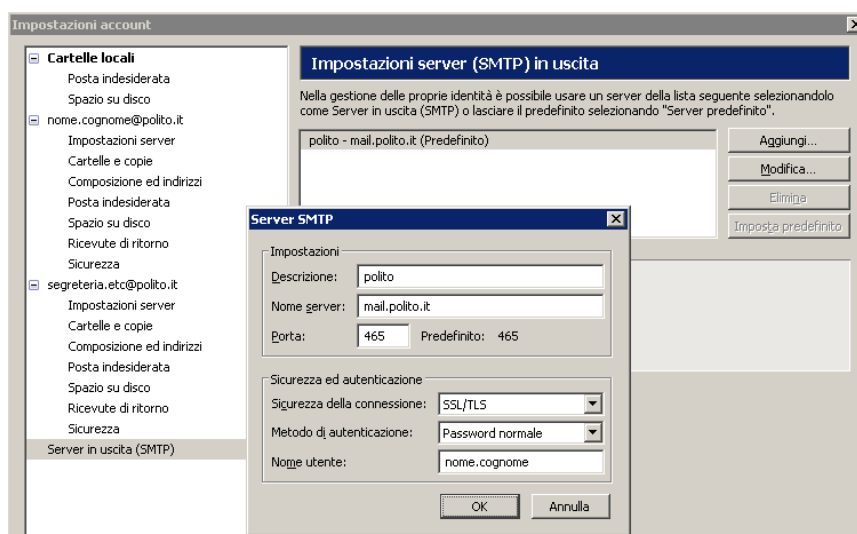 Impostazioni account
Cartelle locali
Posta indesiderata
Spazio su disco
nome.cognome@polito.it
Impostazioni server
Cartelle e copie
Composizione ed indirizzi
Posta indesiderata
Spazio su disco
Ricevute di ritorno
Sicurezza
segreteria.etc@polito.it
Impostazioni server
Cartelle e copie
Composizione ed indirizzi
Posta indesiderata
Spazio su disco
Ricevute di ritorno
Sicurezza
Server in uscita (SMTP)
Impostazioni server (SMTP) in uscita
Nella gestione delle proprie identità è possibile usare un server della lista seguente selezionandolo
come Server in uscita (SMTP) o lasciare il predefinito selezionando "Server predefinito".
polito - mail.polito.it (Predefinito)
Aggiungi...
Modifica...
Elimina
Imposta predefinito
Server SMTP
Impostazioni
Descrizione: polito
Nome server: mail.polito.it
Porta: 465 Predefinito: 465
Sicurezza ed autenticazione
Sicurezza della connessione: SSL/TLS
Metodo di autenticazione: Password normale
Nome utente: nome.cognome
OK Annulla